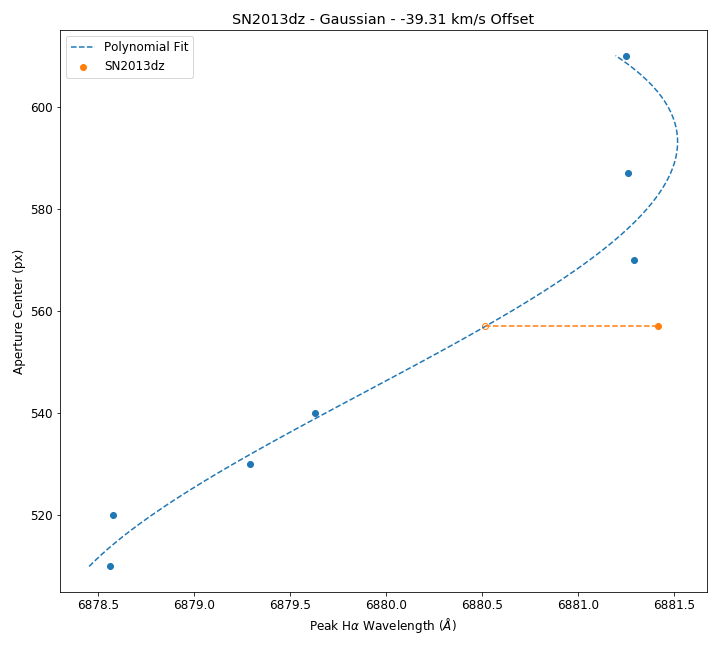 SN2013dz - Gaussian - -39.31 km/s Offset
Polynomial Fit
SN2013dz
Aperture Center (px)
600
580
560
540
520
6878.5 6879.0 6879.5 6880.0 6880.5 6881.0 6881.5
Peak Hα Wavelength (Å)